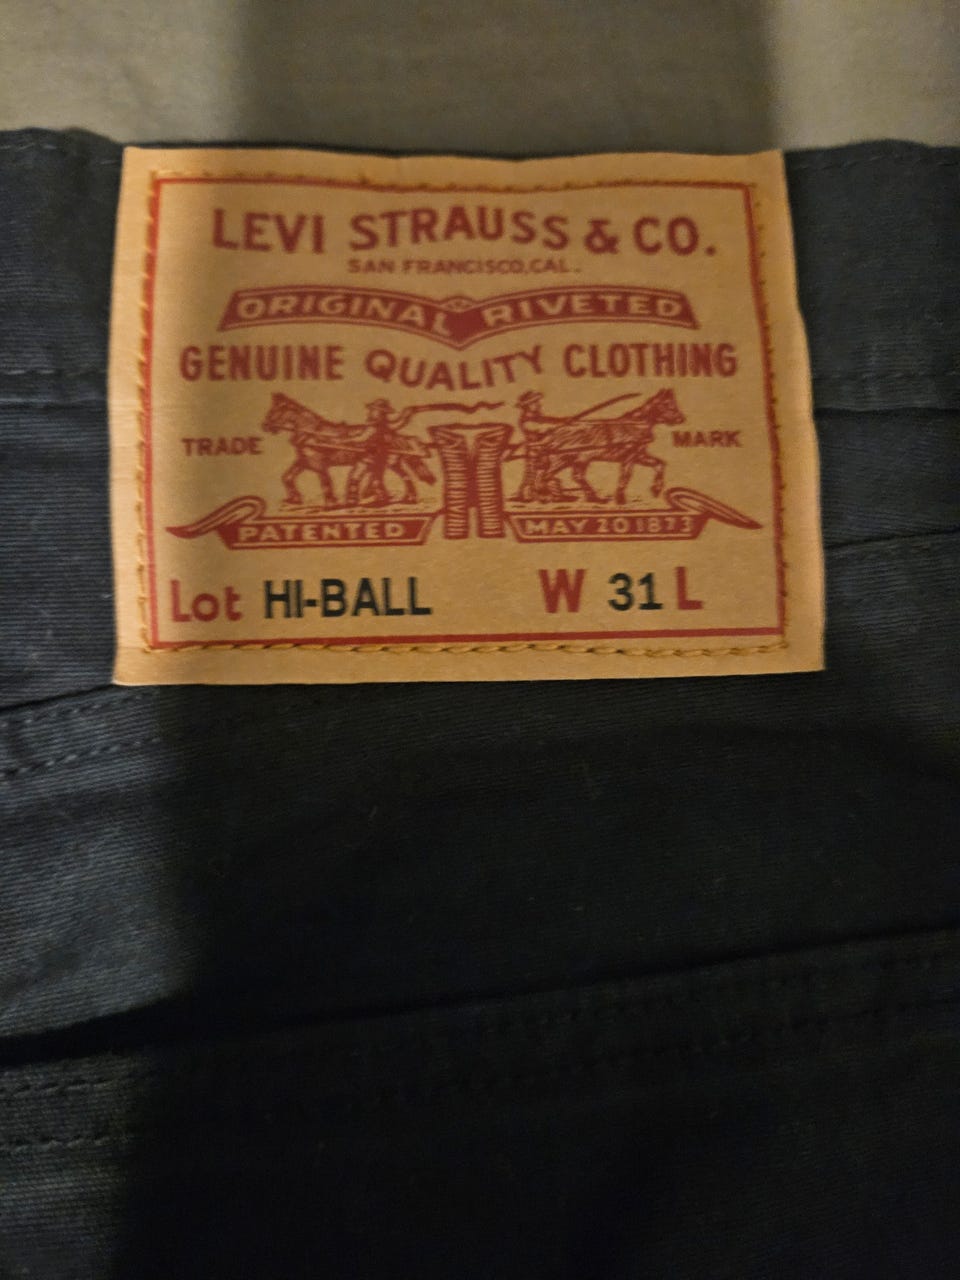 LEVI STRAUSS & CO.
SAN FRANCISCO, CAL.
ORIGINAL RIVETED
GENUINE QUALITY CLOTHING
TRADE MARK
PATENTED MAY 20 1873
Lot HI-BALL W 31 L